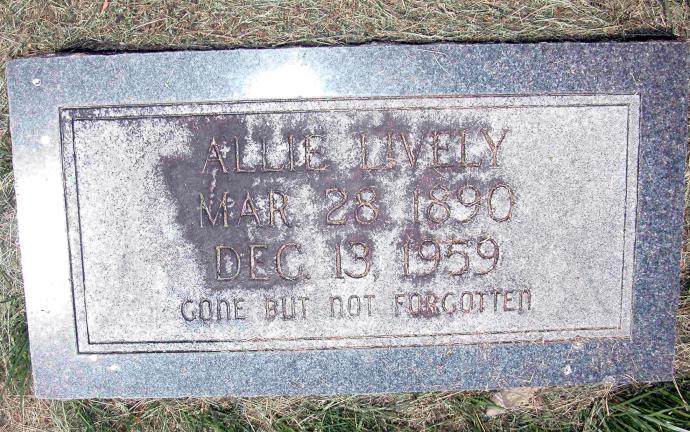 ALLIE LIVELY
MAR. 28 1890
DEC. 13, 1959
GONE BUT NOT FORGOTTEN